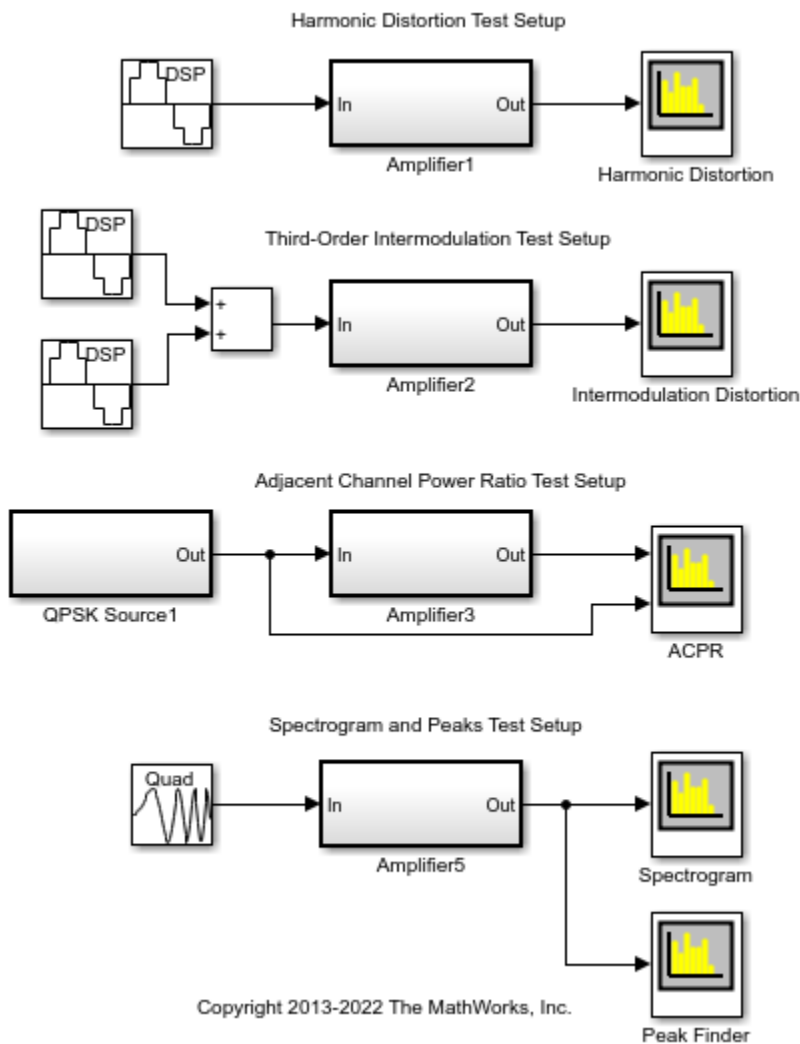 Harmonic Distortion Test Setup
DSP
In
Out
Amplifier1
Harmonic Distortion
DSP
Third-Order Intermodulation Test Setup
+
+
In
Out
DSP
Amplifier2
Intermodulation Distortion
Adjacent Channel Power Ratio Test Setup
Out
In
Out
QPSK Source1
Amplifier3
ACPR
Spectrogram and Peaks Test Setup
Quad
In
Out
Amplifier5
Spectrogram
Copyright 2013-2022 The MathWorks, Inc.
Peak Finder